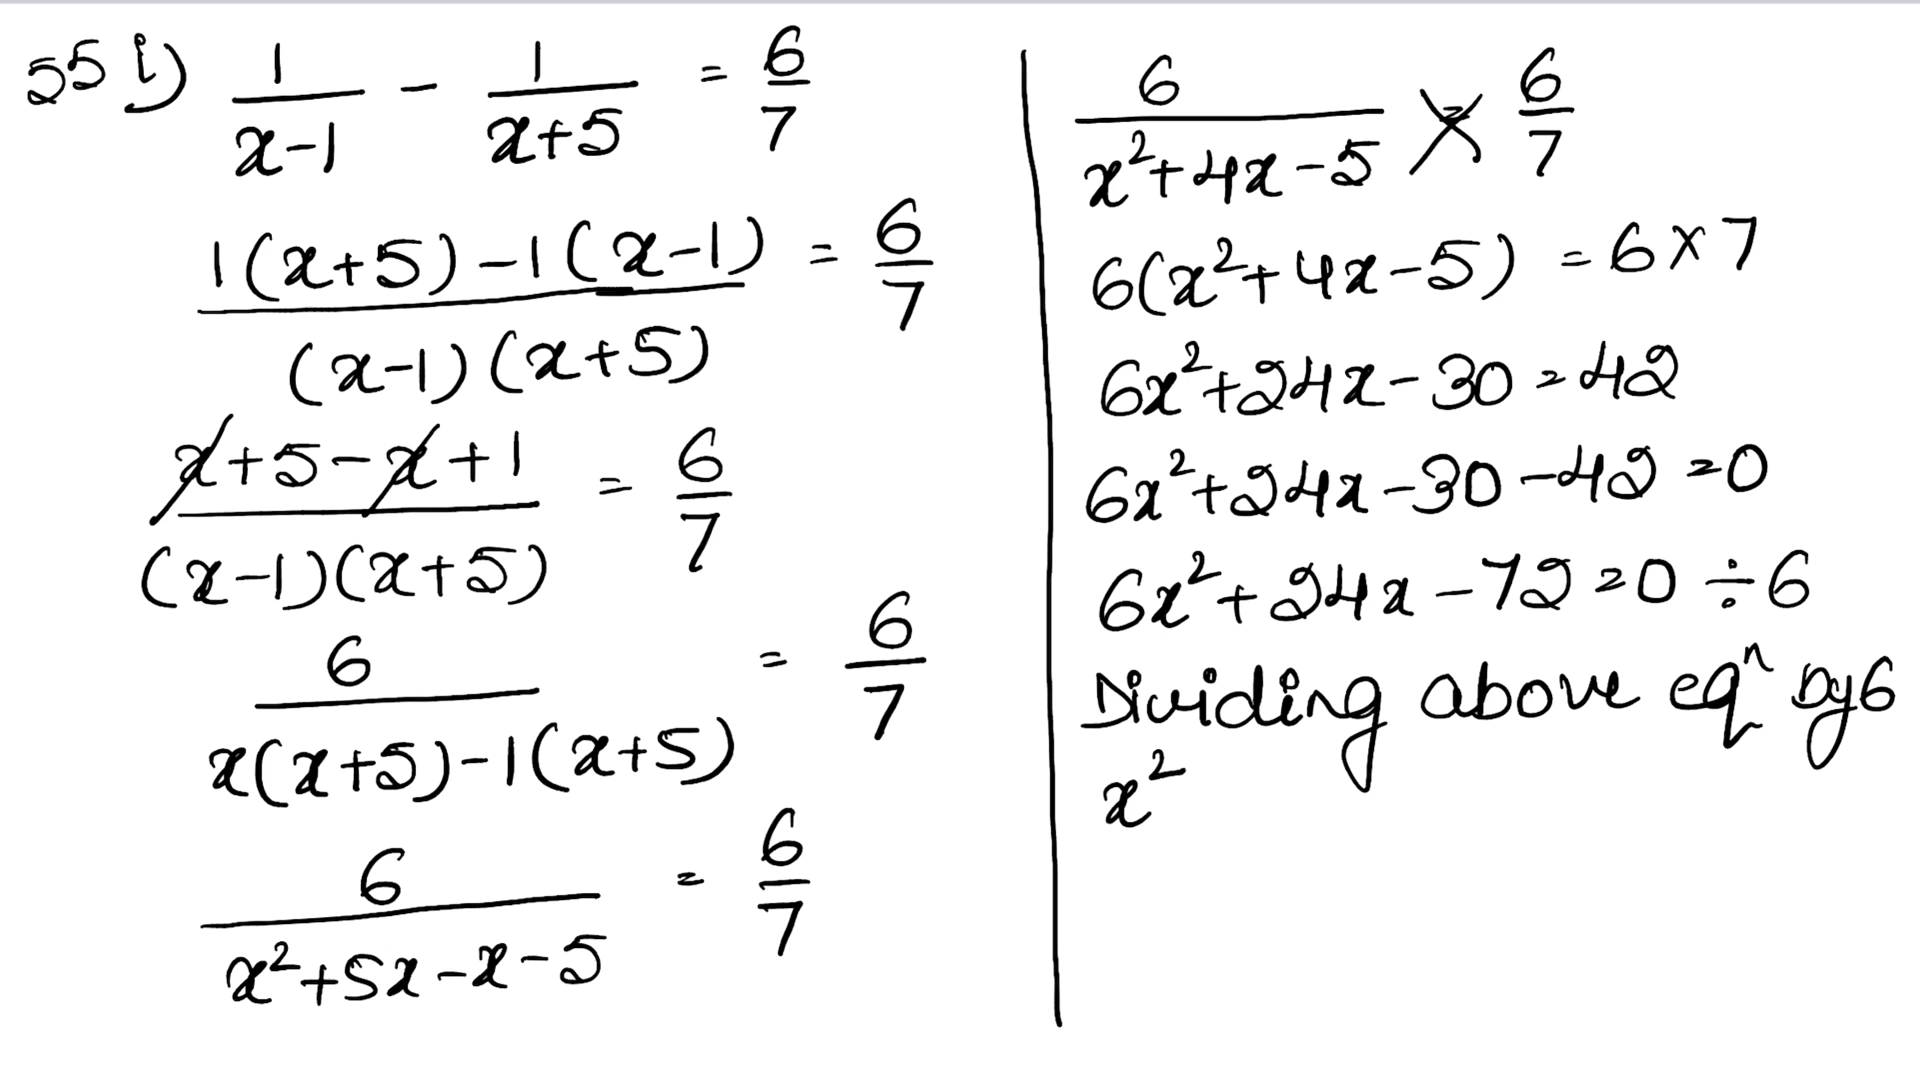 55 i) 1/(x-1) - 1/(x+5) = 6/7
(1(x+5) - 1(x-1))/((x-1)(x+5)) = 6/7
(x+5-x+1)/((x-1)(x+5)) = 6/7
6/(x(x+5)-1(x+5)) = 6/7
6/(x²+5x-x-5) = 6/7
6/(x²+4x-5) = 6/7
6(x²+4x-5) = 6×7
6x²+24x-30=42
6x²+24x-30-42=0
6x²+24x-72=0 ÷6
Dividing above eqⁿ by 6
x²